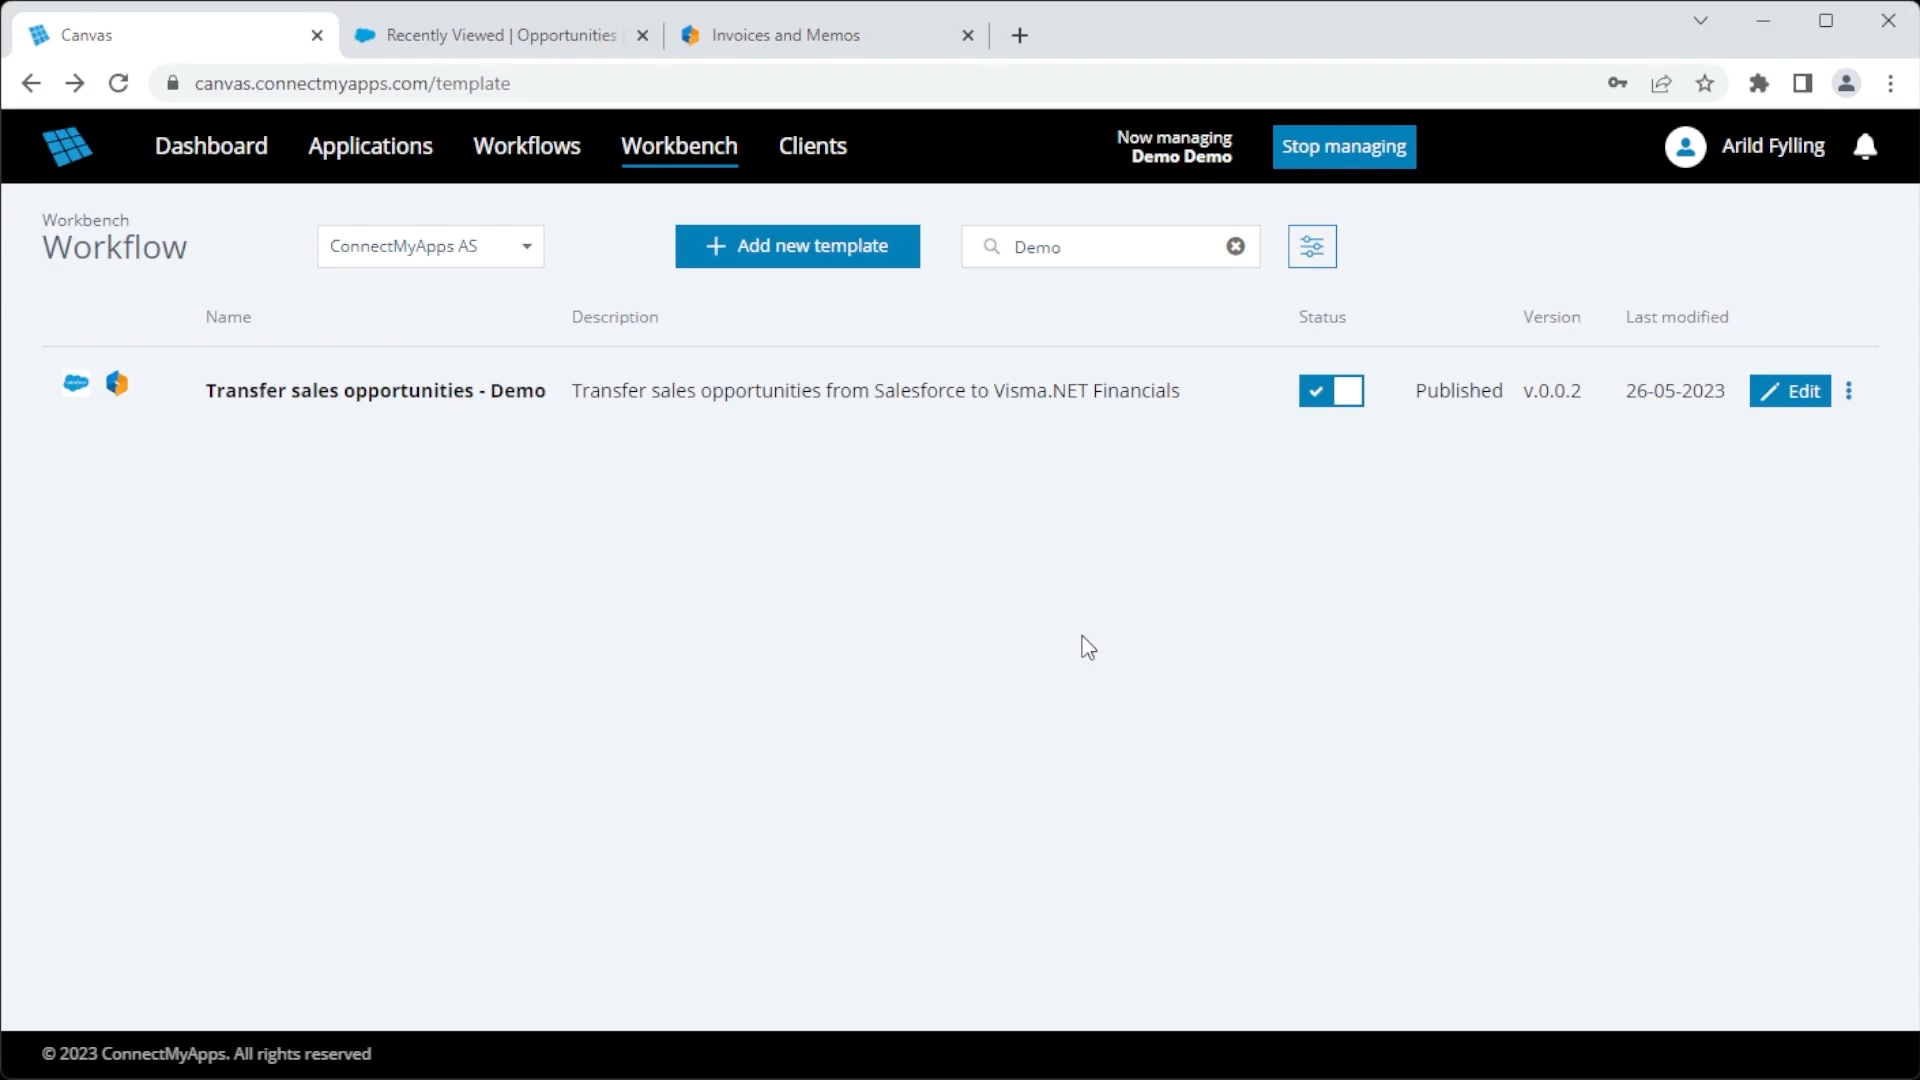 Canvas
Recently Viewed | Opportunities
Invoices and Memos
canvas.connectmyapps.com/template
Dashboard
Applications
Workflows
Workbench
Clients
Now managing
Demo Demo
Stop managing
Arild Fylling
Workbench
Workflow
ConnectMyApps AS
Add new template
Demo
Name
Description
Status
Version
Last modified
Transfer sales opportunities - Demo
Transfer sales opportunities from Salesforce to Visma.NET Financials
Published
v.0.0.2
26-05-2023
Edit
© 2023 ConnectMyApps. All rights reserved